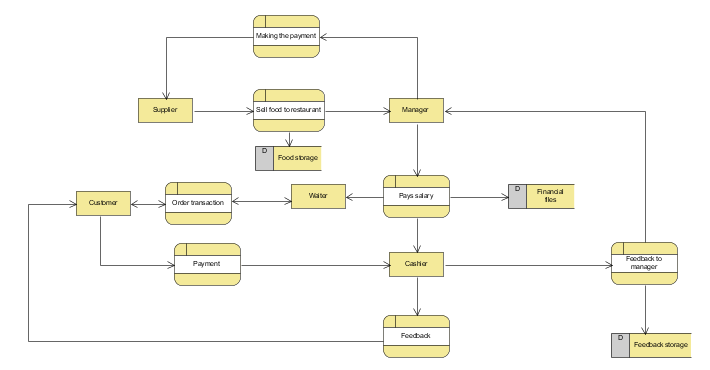 Making the payment
Supplier
Sell food to restaurant
Manager
D
Food storage
Customer
Order transaction
Waiter
Pays salary
D
Financial
files
Payment
Cashier
Feedback to
manager
Feedback
D
Feedback storage